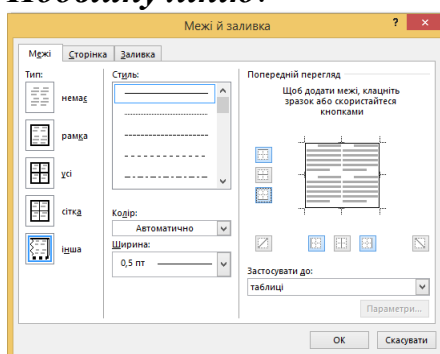 Межі й заливка
? ×
Межі Сторінка Заливка
Тип:
немає
рамка
усі
сітка
інша
Стиль:
Колір:
Автоматично
Ширина:
0,5 пт
Попередній перегляд
Щоб додати межі, клацніть
зразок або скористайтеся
кнопками
Застосувати до:
таблиці
Параметри...
ОК Скасувати